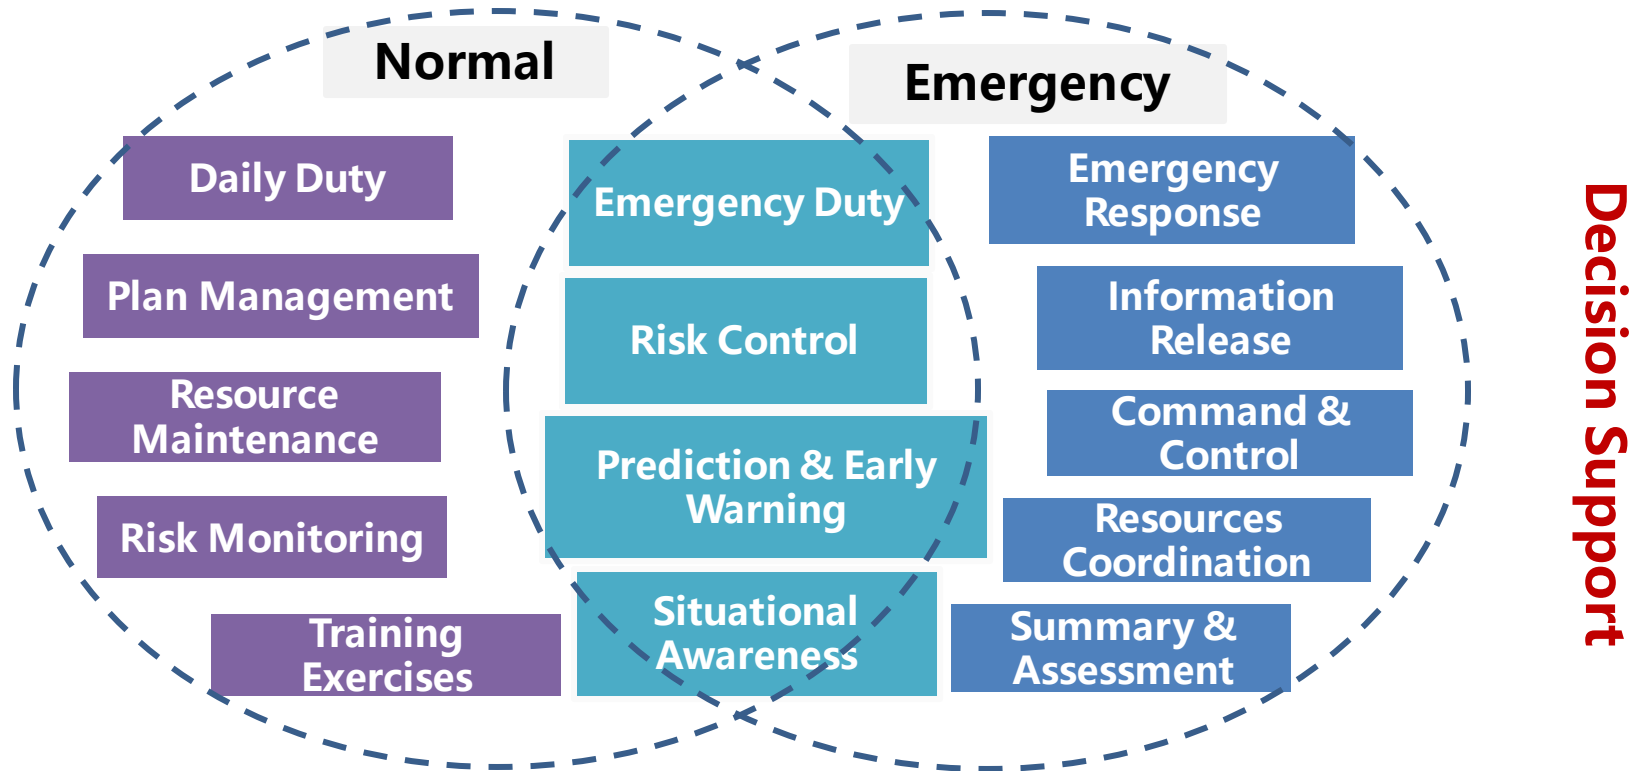 Normal
Emergency
Daily Duty
Plan Management
Resource
Maintenance
Risk Monitoring
Training
Exercises
Emergency Duty
Risk Control
Prediction & Early
Warning
Situational
Awareness
Emergency
Response
Information
Release
Command &
Control
Resources
Coordination
Summary &
Assessment
Decision Support